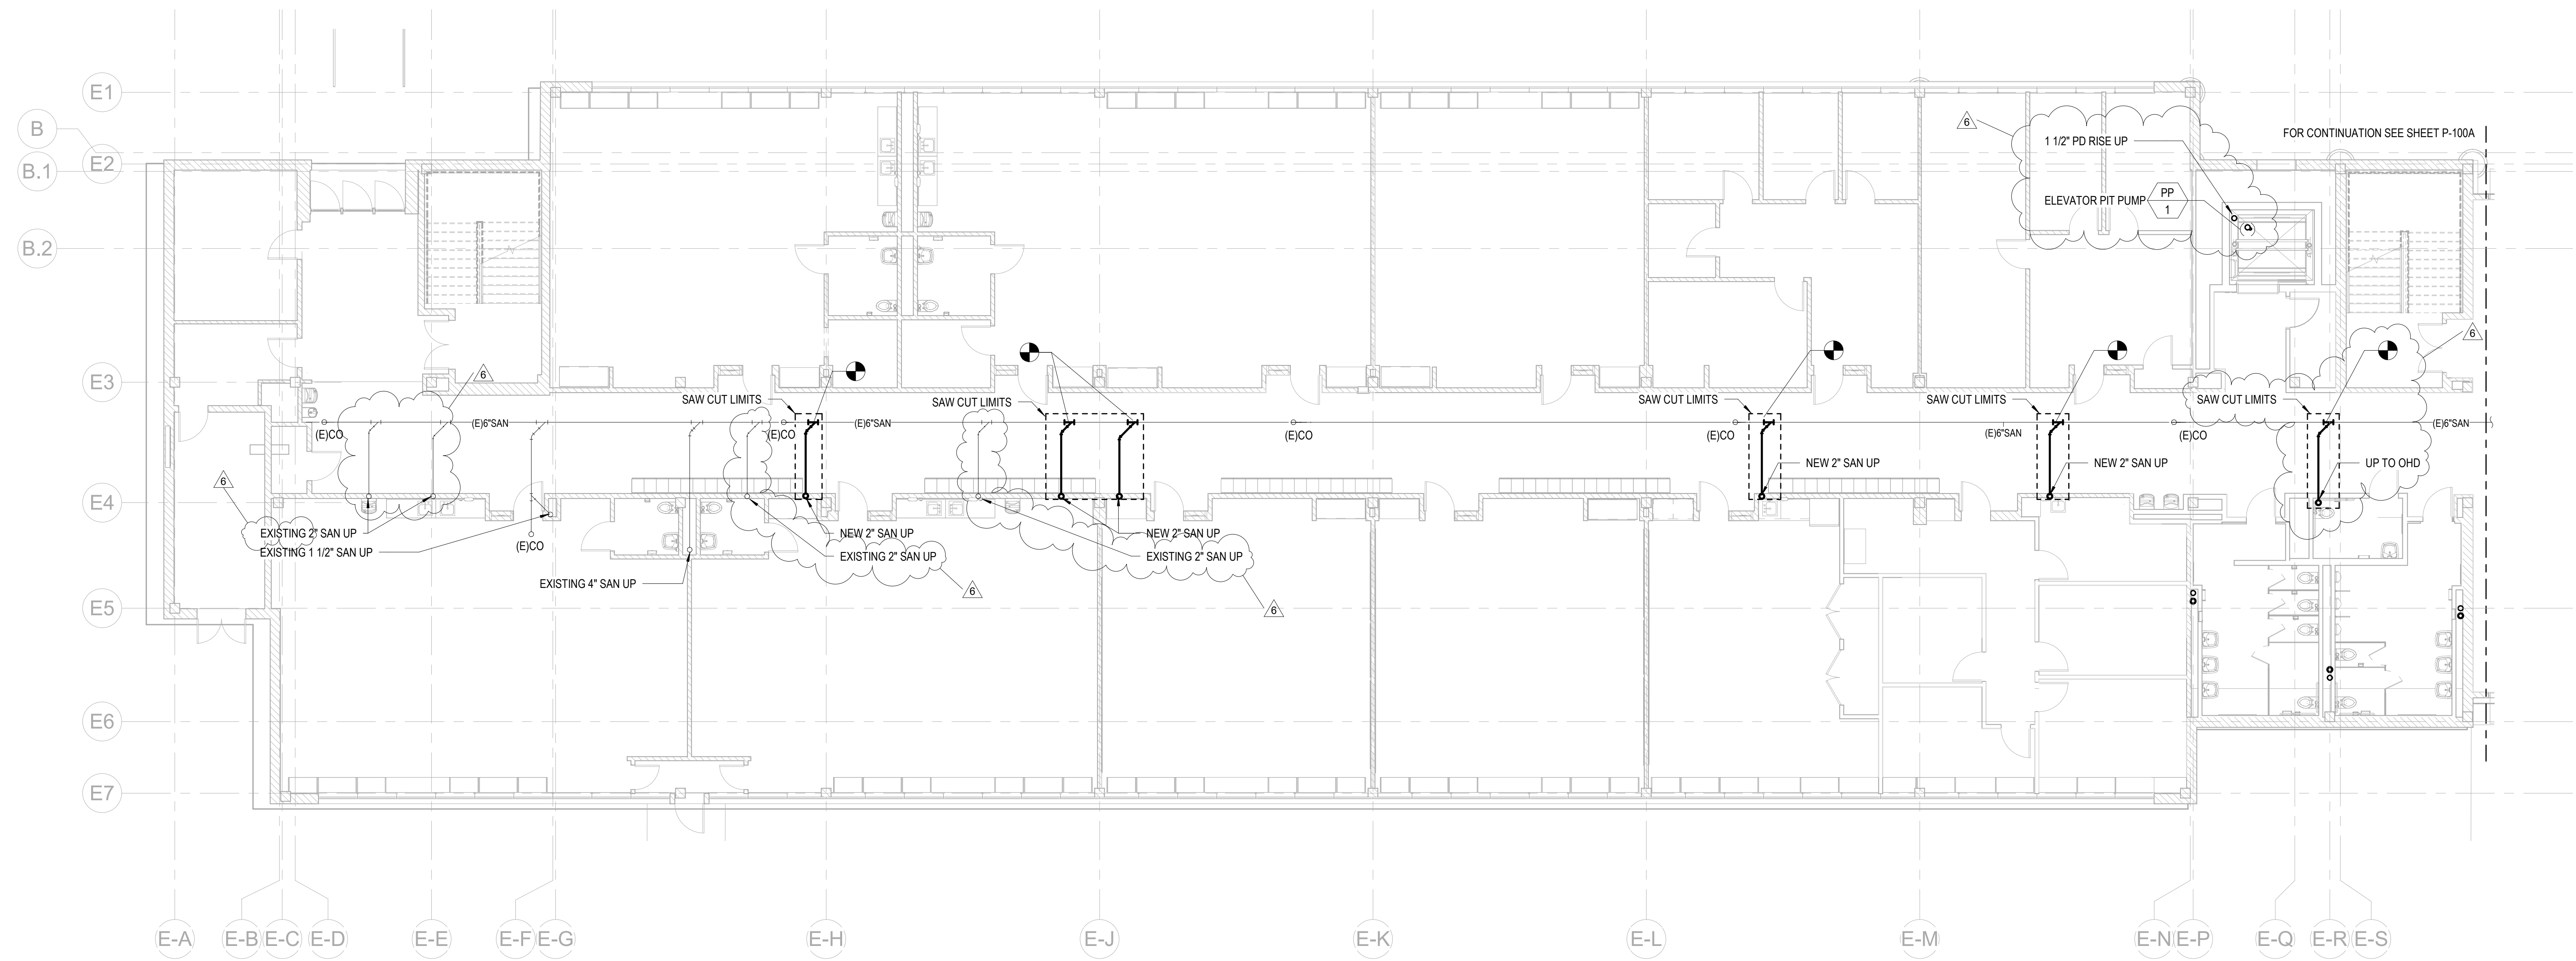 E1
B
E2
B.1
B.2
E3
E4
E5
E6
E7
6
FOR CONTINUATION SEE SHEET P-100A
1 1/2" PD RISE UP
ELEVATOR PIT PUMP
PP
1
6
6
SAW CUT LIMITS
SAW CUT LIMITS
SAW CUT LIMITS
SAW CUT LIMITS
SAW CUT LIMITS
(E)CO
(E)6"SAN
(E)CO
(E)6"SAN
(E)CO
(E)CO
(E)6"SAN
(E)CO
(E)6"SAN
NEW 2" SAN UP
NEW 2" SAN UP
UP TO OHD
6
EXISTING 2" SAN UP
EXISTING 1 1/2" SAN UP
(E)CO
NEW 2" SAN UP
EXISTING 2" SAN UP
NEW 2" SAN UP
EXISTING 2" SAN UP
EXISTING 4" SAN UP
6
6
E-A
E-B
E-C
E-D
E-E
E-F
E-G
E-H
E-J
E-K
E-L
E-M
E-N
E-P
E-Q
E-R
E-S